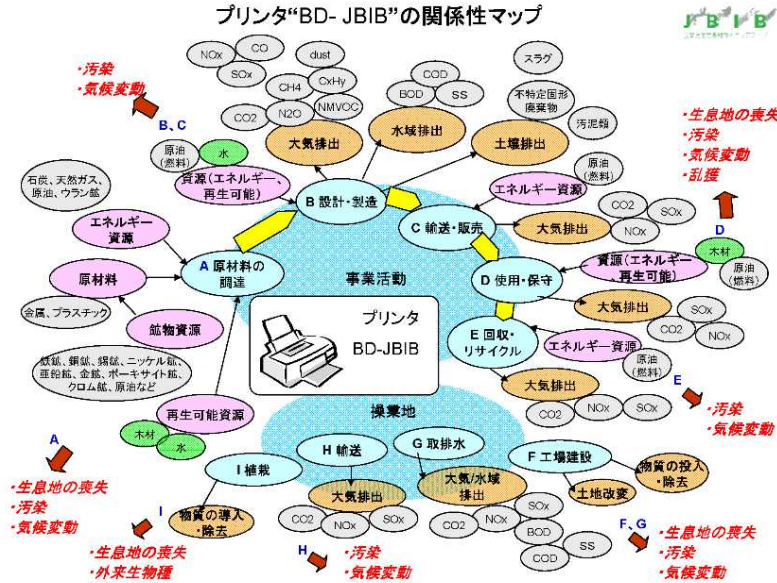 プリンタ“BD- JBIB”の関係性マップ
JBIB
NOx
CO
SOx
dust
CH4
CxHy
CO2
N2O
NMVOC
COD
BOD
SS
スラグ
不特定固形
廃棄物
汚泥類
・汚染
・気候変動
B、C
大気排出
水域排出
土壌排出
原油
(燃料)
水
資源(エネルギー、
再生可能)
B 設計・製造
石炭、天然ガス、
原油、ウラン鉱
エネルギー
資源
原油
(燃料)
エネルギー資源
C 輸送・販売
大気排出
CO2
SOx
NOx
・生息地の喪失
・汚染
・気候変動
・乱獲
D
原材料
A 原材料の
調達
事業活動
D 使用・保守
資源(エネルギー
再生可能)
木材
原油
(燃料)
金属、プラスチック
鉱物資源
プリンタ
BD-JBIB
大気排出
SOx
CO2
NOx
E 回収・
リサイクル
エネルギー資源
原油
(燃料)
鉄鉱、銅鉱、錫鉱、ニッケル鉱、
亜鉛鉱、金鉱、ボーキサイト鉱、
クロム鉱、原油など
大気排出
CO2
NOx
SOx
E
・汚染
・気候変動
再生可能資源
木材
水
操業地
A
・生息地の喪失
・汚染
・気候変動
I 植栽
H 輸送
G 取排水
F 工場建設
物質の投入
・除去
土地改変
大気排出
大気/水域
排出
I
物質の導入
・除去
CO2
NOx
SOx
CO2
NOx
SOx
BOD
COD
SS
・生息地の喪失
・外来生物種
H
・汚染
・気候変動
F、G
・生息地の喪失
・汚染
・気候変動